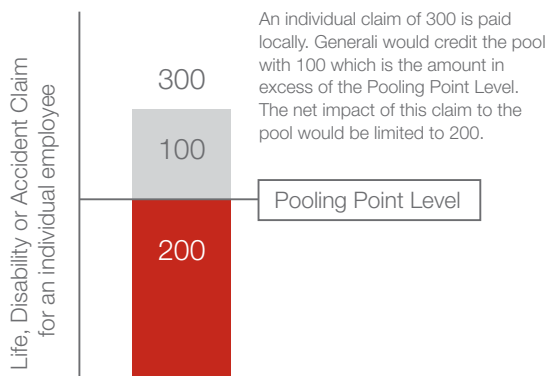 An individual claim of 300 is paid
locally. Generali would credit the pool
with 100 which is the amount in
excess of the Pooling Point Level.
The net impact of this claim to the
pool would be limited to 200.
Life, Disability or Accident Claim
for an individual employee
300
100
Pooling Point Level
200